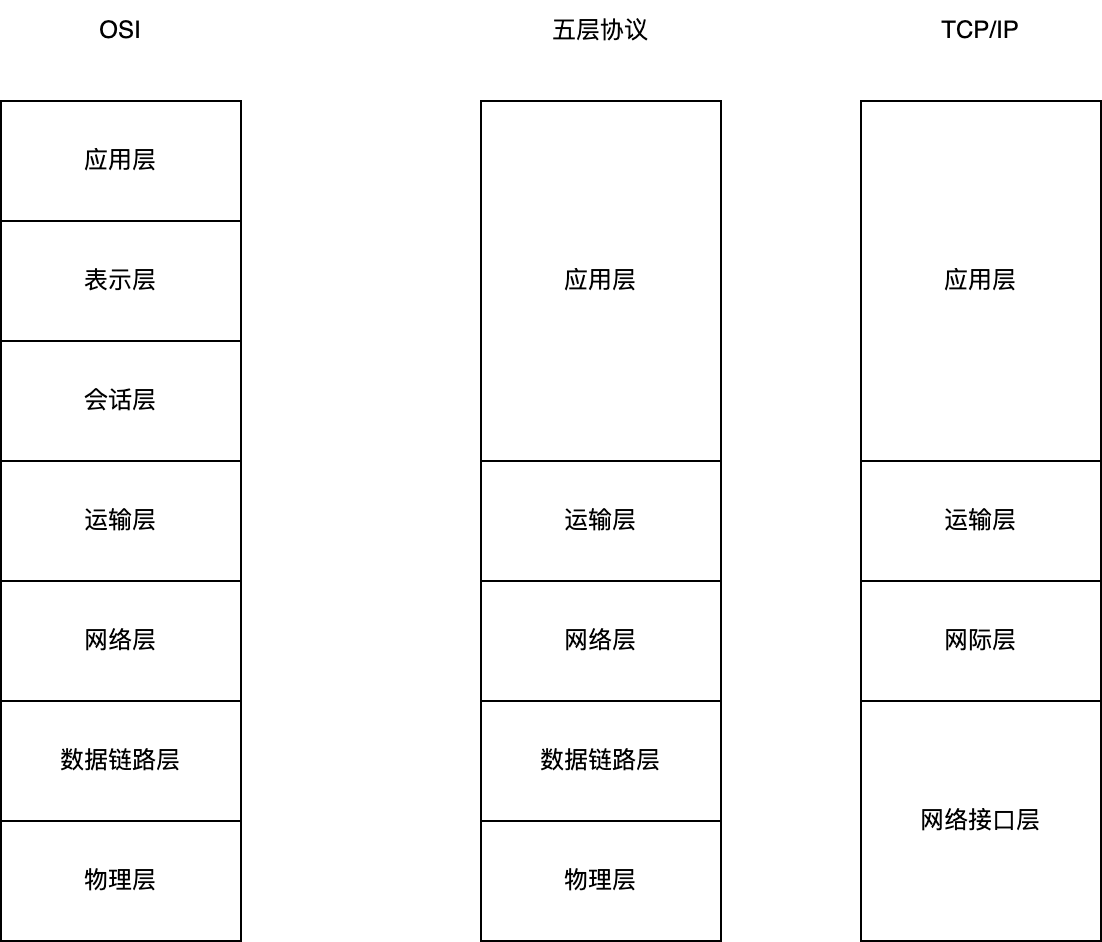 OSI
五层协议
TCP/IP
应用层
表示层
会话层
运输层
网络层
数据链路层
物理层
应用层
运输层
网络层
数据链路层
物理层
应用层
运输层
网际层
网络接口层